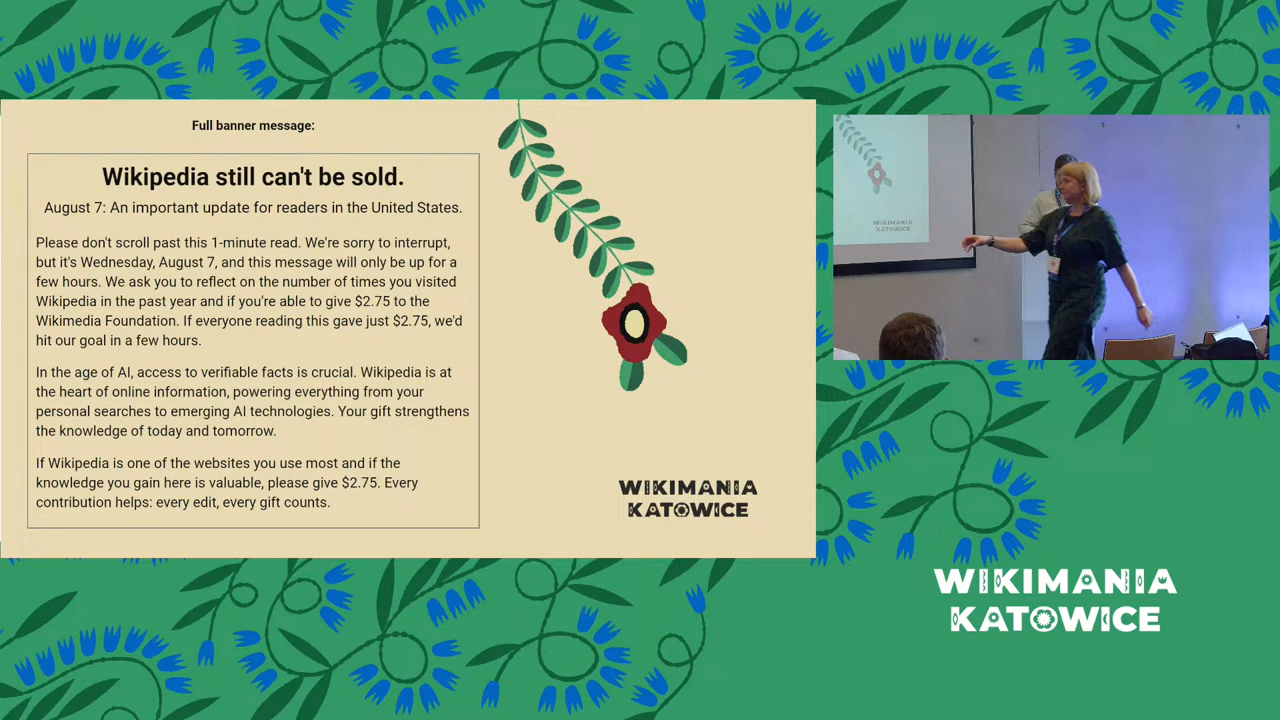 Full banner message:
Wikipedia still can't be sold.
August 7: An important update for readers in the United States.
Please don't scroll past this 1-minute read. We're sorry to interrupt,
but it's Wednesday, August 7, and this message will only be up for a
few hours. We ask you to reflect on the number of times you visited
Wikipedia in the past year and if you're able to give $2.75 to the
Wikimedia Foundation. If everyone reading this gave just $2.75, we'd
hit our goal in a few hours.
In the age of AI, access to verifiable facts is crucial. Wikipedia is at
the heart of online information, powering everything from your
personal searches to emerging AI technologies. Your gift strengthens
the knowledge of today and tomorrow.
If Wikipedia is one of the websites you use most and if the
knowledge you gain here is valuable, please give $2.75. Every
contribution helps: every edit, every gift counts.
WIKIMANIA
KATOWICE
WIKIMANIA
KATOWICE
WIKIMANIA
KATOWICE